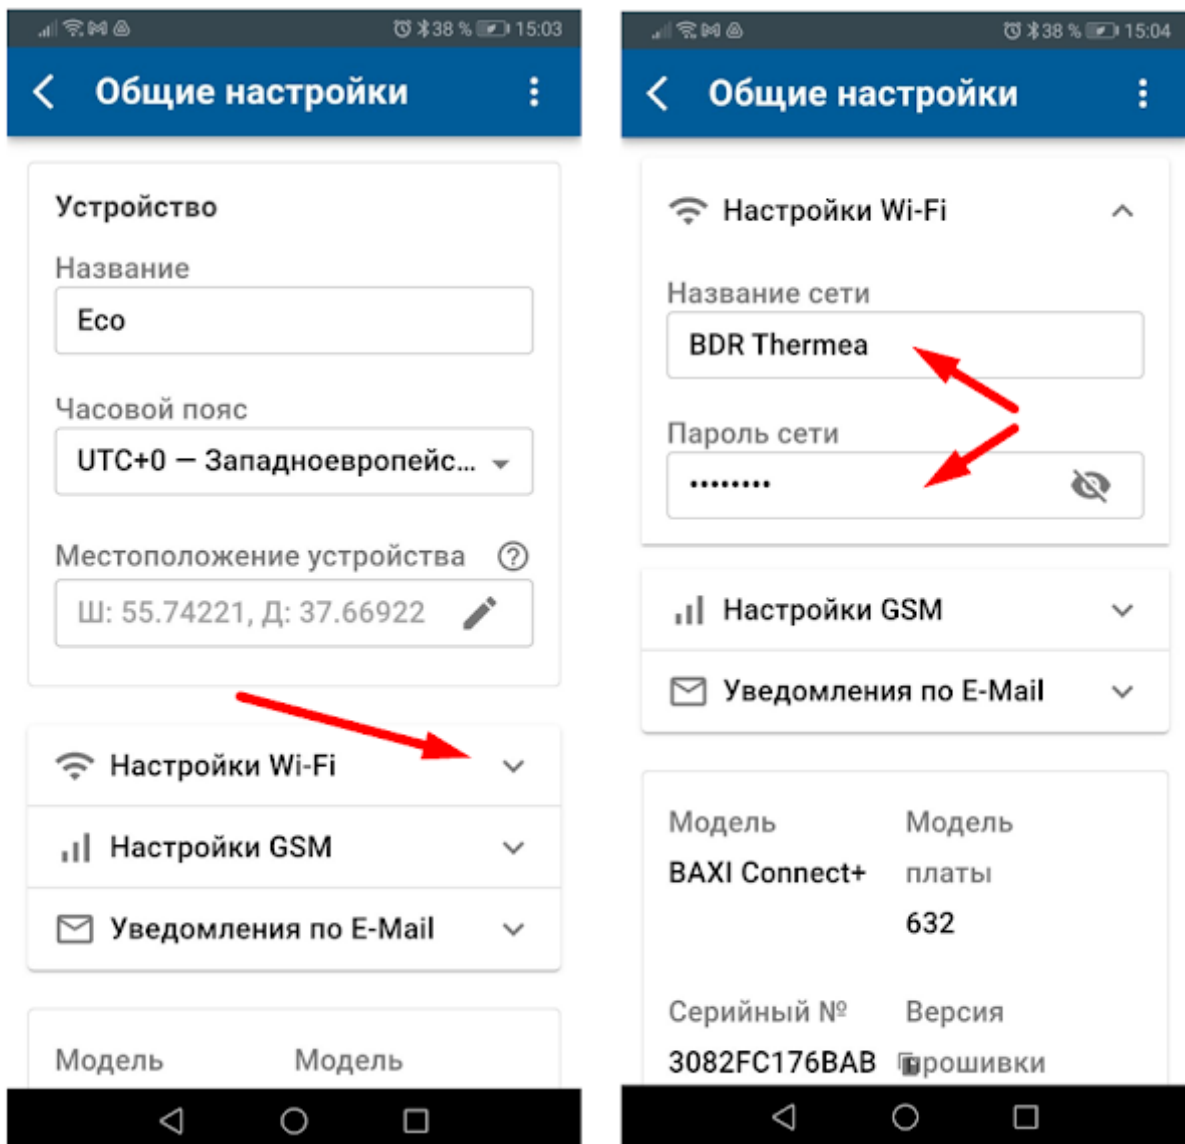 38 % 15:03
Общие настройки
Устройство
Название
Eco
Часовой пояс
UTC+0 — Западноевропейс...
Местоположение устройства
Ш: 55.74221, Д: 37.66922
Настройки Wi-Fi
Настройки GSM
Уведомления по E-Mail
Модель Модель
38 % 15:04
Общие настройки
Настройки Wi-Fi
Название сети
BDR Thermea
Пароль сети
••••••••
Настройки GSM
Уведомления по E-Mail
Модель Модель
BAXI Connect+ платы
632
Серийный № Версия
3082FC176BAB прошивки